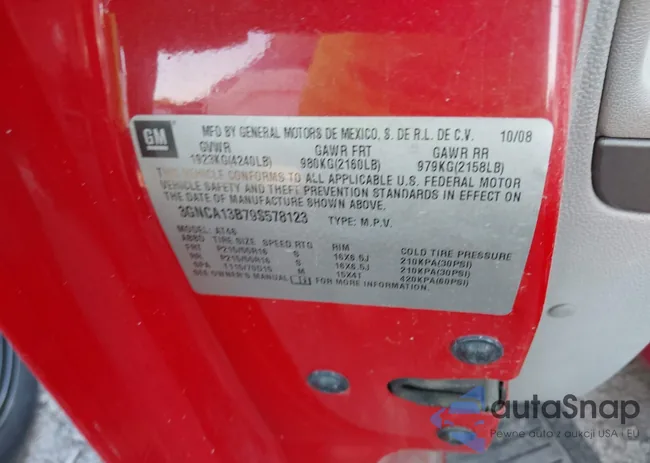 GM
MFD BY GENERAL MOTORS DE MEXICO, S. DE R.L. DE C.V. 10/08
GVWR GAWR FRT GAWR RR
1923KG(4240LB) 980KG(2160LB) 979KG(2158LB)
THIS VEHICLE CONFORMS TO ALL APPLICABLE U.S. FEDERAL MOTOR
VEHICLE SAFETY AND THEFT PREVENTION STANDARDS IN EFFECT ON
THE DATE OF MANUFACTURE SHOWN ABOVE.
3GNCA13B79S578123 TYPE: M.P.V.
MODEL: AT46
ABBD TIRE SIZE SPEED RTG RIM COLD TIRE PRESSURE
FRT P215/55R16 S 16X6.5J 210KPA(30PSI)
RR P215/55R16 S 16X6.5J 210KPA(30PSI)
SPA T115/70D15 M 15X4T 420KPA(60PSI)
SEE OWNER'S MANUAL FOR MORE INFORMATION.
autaSnap
Pewne auto z aukcji USA i EU